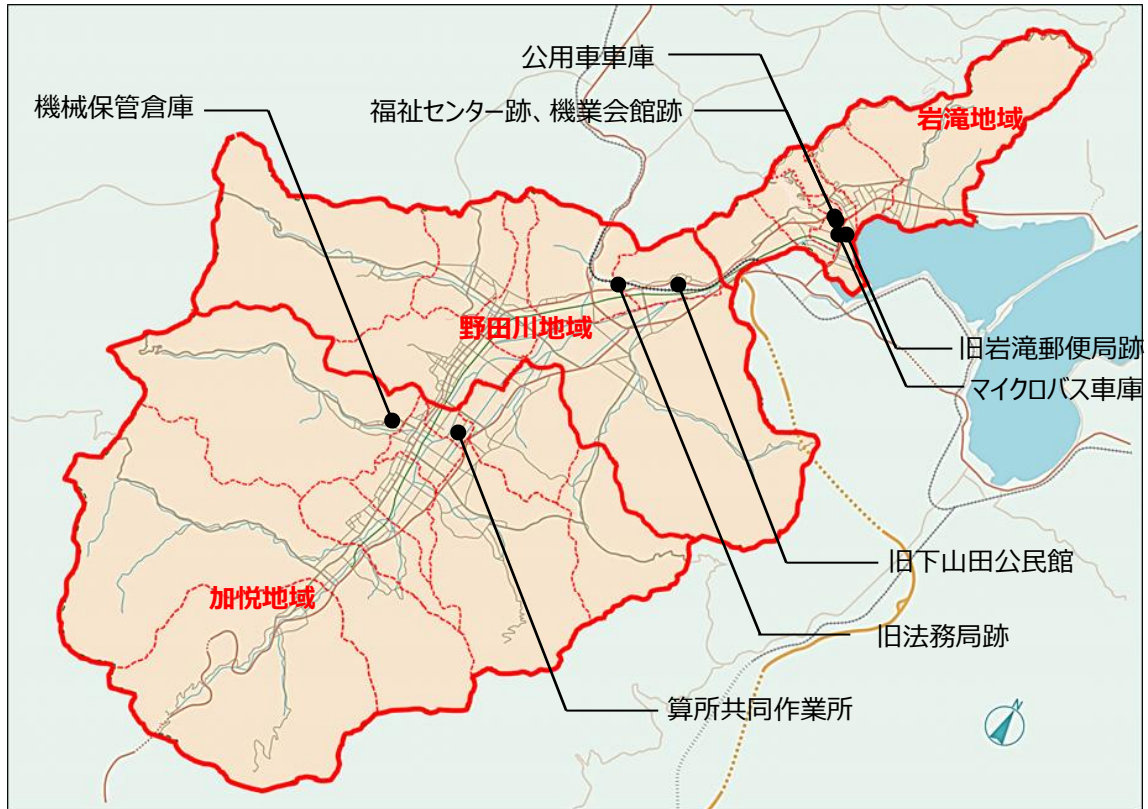 公用車車庫
機械保管倉庫
福祉センター跡、機業会館跡
岩滝地域
野田川地域
旧岩滝郵便局跡
マイクロバス車庫
旧下山田公民館
加悦地域
旧法務局跡
算所共同作業所
N